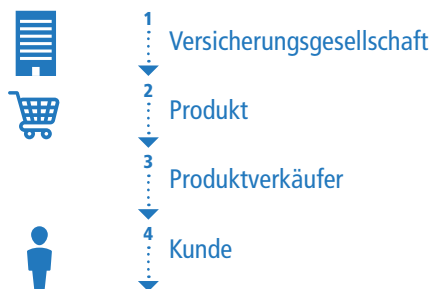 1
Versicherungsgesellschaft
2
Produkt
3
Produktverkäufer
4
Kunde